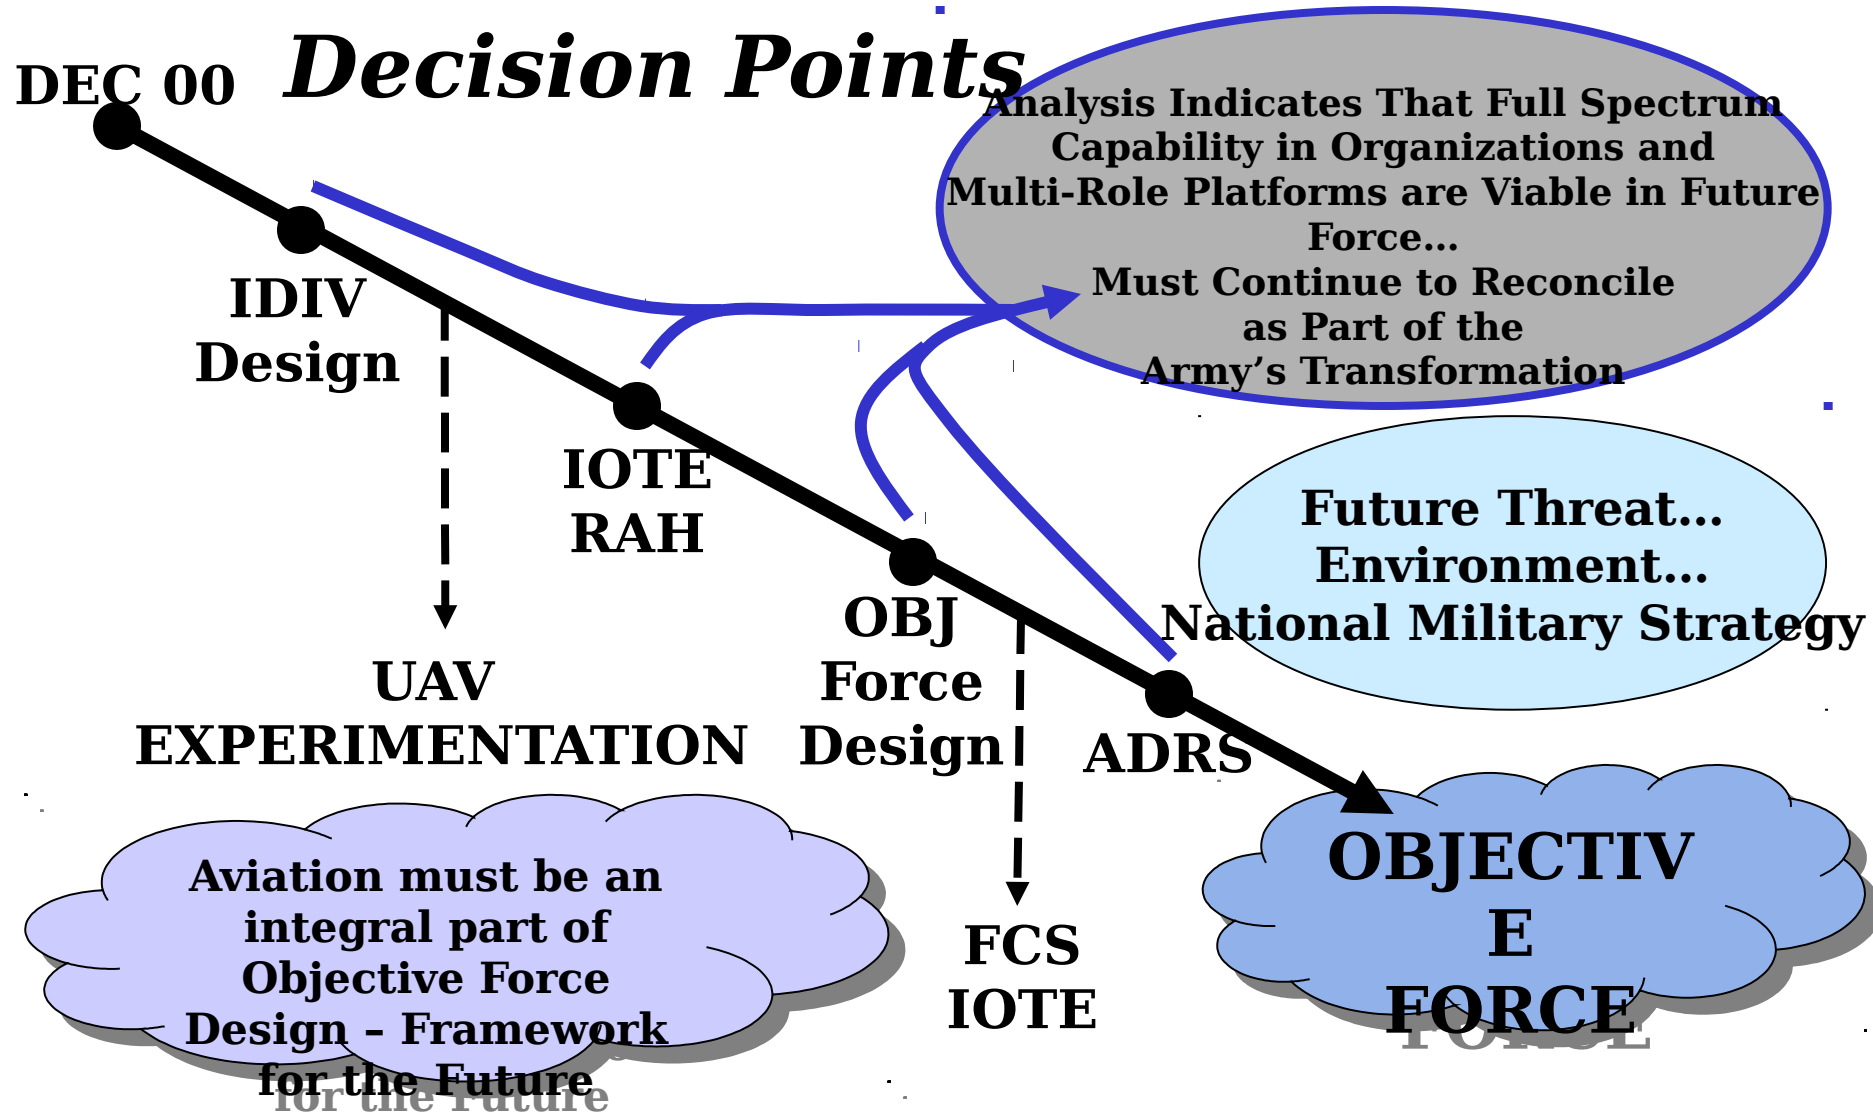 DEC 00
Decision Points
Analysis Indicates That Full Spectrum
Capability in Organizations and
Multi-Role Platforms are Viable in Future
Force…
Must Continue to Reconcile
as Part of the
Army’s Transformation
IDIV
Design
IOTE
RAH
Future Threat…
Environment…
National Military Strategy
OBJ
Force
Design
UAV
EXPERIMENTATION
ADRS
Aviation must be an
integral part of
Objective Force
Design – Framework
for the Future
FCS
IOTE
OBJECTIV
E
FORCE